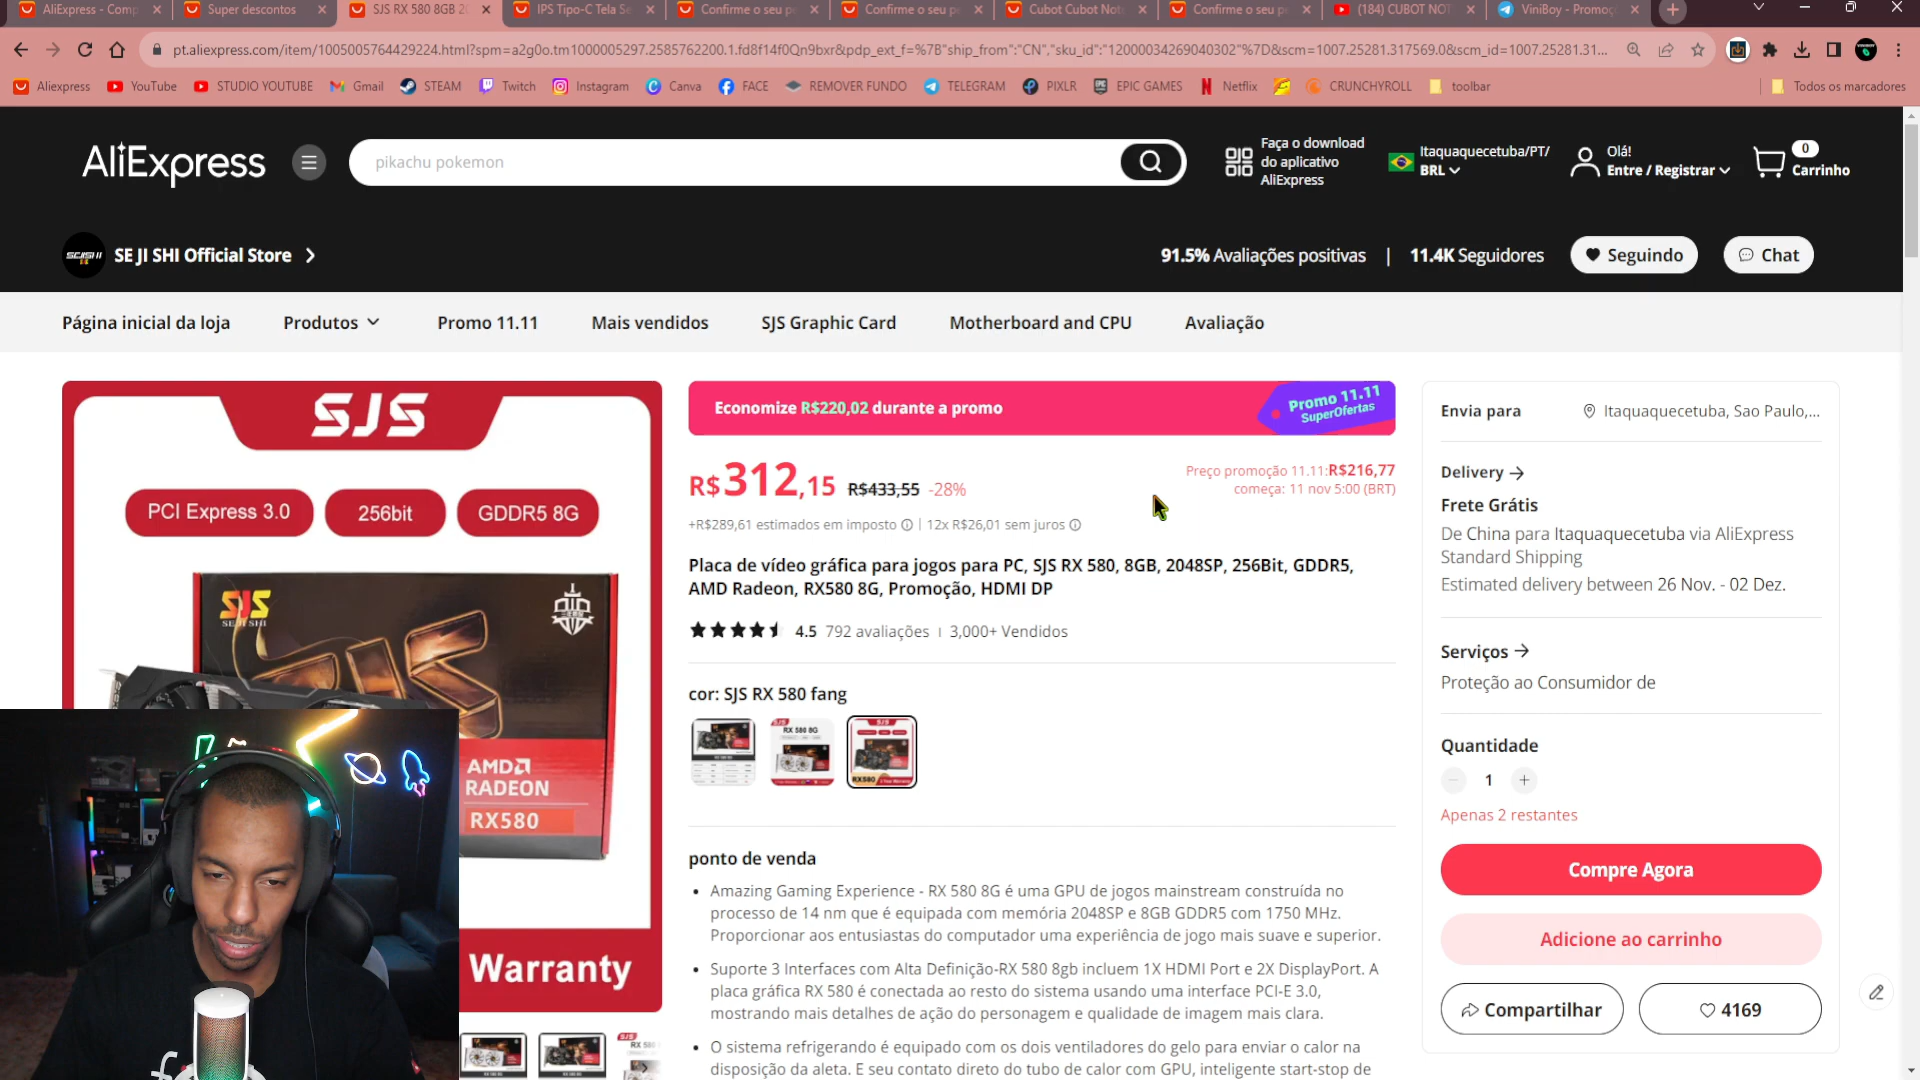 AliExpress - Comp
Super descontos
SJS RX 580 8GB 20
IPS Tipo-C Tela Se
Confirme o seu pe
Confirme o seu pe
Cubot Cubot Note
Confirme o seu pe
(184) CUBOT NOT
ViniBoy - Promoç
pt.aliexpress.com/item/1005005764429224.html?spm=a2g0o.tm1000005297.2585762200.1.fd8f14f0Qn9bxr&pdp_ext_f=%7B"ship_from":"CN","sku_id":"12000034269040302"%7D&scm=1007.25281.317569.0&scm_id=1007.25281.31...
Aliexpress
YouTube
STUDIO YOUTUBE
Gmail
STEAM
Twitch
Instagram
Canva
FACE
REMOVER FUNDO
TELEGRAM
PIXLR
EPIC GAMES
Netflix
CRUNCHYROLL
toolbar
Todos os marcadores
AliExpress
pikachu pokemon
Faça o download
do aplicativo
AliExpress
Itaquaquecetuba/PT/
BRL
Olá!
Entre / Registrar
0
Carrinho
SE JI SHI Official Store
91.5% Avaliações positivas | 11.4K Seguidores
Seguindo
Chat
Página inicial da loja
Produtos
Promo 11.11
Mais vendidos
SJS Graphic Card
Motherboard and CPU
Avaliação
SJS
PCI Express 3.0
256bit
GDDR5 8G
SJS
SEJISHI
AMD
RADEON
RX580
Warranty
Economize R$220,02 durante a promo
Promo 11.11
SuperOfertas
R$312,15 R$433,55 -28%
Preço promoção 11.11:R$216,77
começa: 11 nov 5:00 (BRT)
+R$289,61 estimados em imposto | 12x R$26,01 sem juros
Placa de vídeo gráfica para jogos para PC, SJS RX 580, 8GB, 2048SP, 256Bit, GDDR5,
AMD Radeon, RX580 8G, Promoção, HMDI DP
4.5 792 avaliações | 3,000+ Vendidos
cor: SJS RX 580 fang
RX 580 8G
SJS
RX580
ponto de venda
• Amazing Gaming Experience - RX 580 8G é uma GPU de jogos mainstream construída no
processo de 14 nm que é equipada com memória 2048SP e 8GB GDDR5 com 1750 MHz.
Proporcionar aos entusiastas do computador uma experiência de jogo mais suave e superior.
• Suporte 3 Interfaces com Alta Definição-RX 580 8gb incluem 1X HDMI Port e 2X DisplayPort. A
placa gráfica RX 580 é conectada ao resto do sistema usando uma interface PCI-E 3.0,
mostrando mais detalhes de ação do personagem e qualidade de imagem mais clara.
• O sistema refrigerando é equipado com os dois ventiladores do gelo para enviar o calor na
disposição da aleta. E seu contato direto do tubo de calor com GPU, inteligente start-stop de
Envia para
Itaquaquecetuba, Sao Paulo,...
Delivery
Frete Grátis
De China para Itaquaquecetuba via AliExpress
Standard Shipping
Estimated delivery between 26 Nov. - 02 Dez.
Serviços
Proteção ao Consumidor de
Quantidade
1
Apenas 2 restantes
Compre Agora
Adicione ao carrinho
Compartilhar
4169